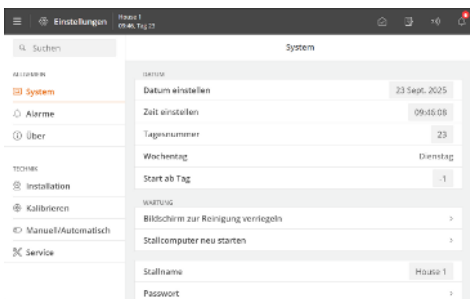 Einstellungen
House 1
09:46, Tag 23
Suchen
System
ALLGEMEIN
System
Alarme
Über
TECHNIK
Installation
Kalibrieren
Manuell/Automatisch
Service
DATUM
Datum einstellen
23 Sept. 2025
Zeit einstellen
09:46:08
Tagesnummer
23
Wochentag
Dienstag
Start ab Tag
-1
WARTUNG
Bildschirm zur Reinigung verriegeln
Stallcomputer neu starten
Stallname
House 1
Passwort